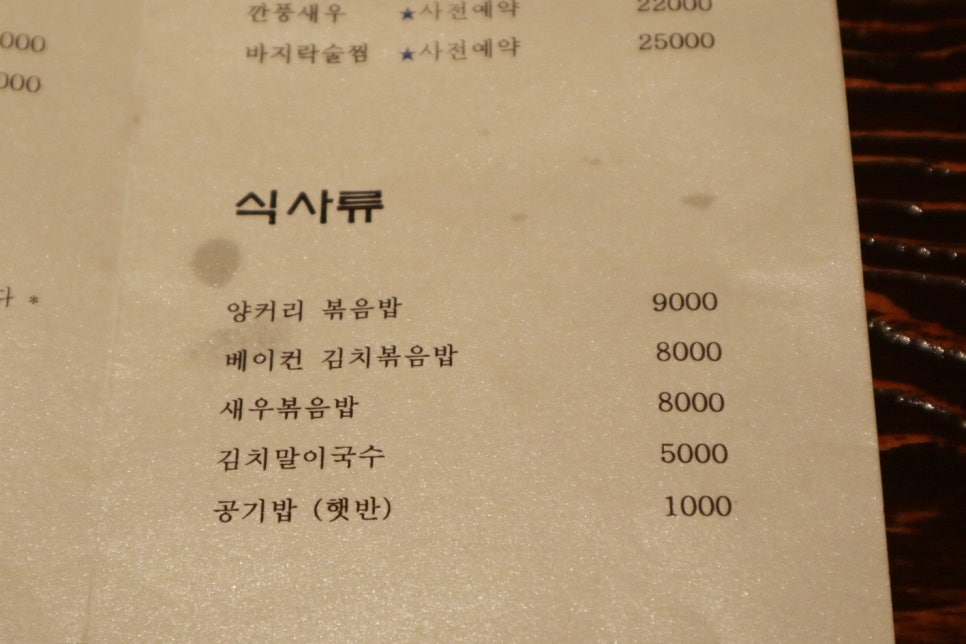 깐풍새우 ★사전예약 22000
바지락술찜 ★사전예약 25000
000
000
식사류
다 *
양커리 볶음밥 9000
베이컨 김치볶음밥 8000
새우볶음밥 8000
김치말이국수 5000
공기밥 (햇반) 1000